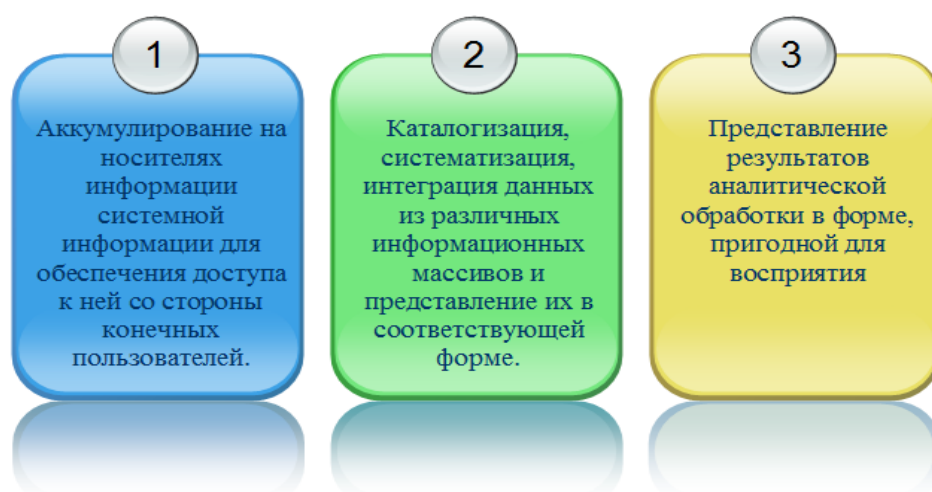 1
Аккумулирование на
носителях
информации
системной
информации для
обеспечения доступа
к ней со стороны
конечных
пользователей.
2
Каталогизация,
систематизация,
интеграция данных
из различных
информационных
массивов и
представление их в
соответствующей
форме.
3
Представление
результатов
аналитической
обработки в форме,
пригодной для
восприятия